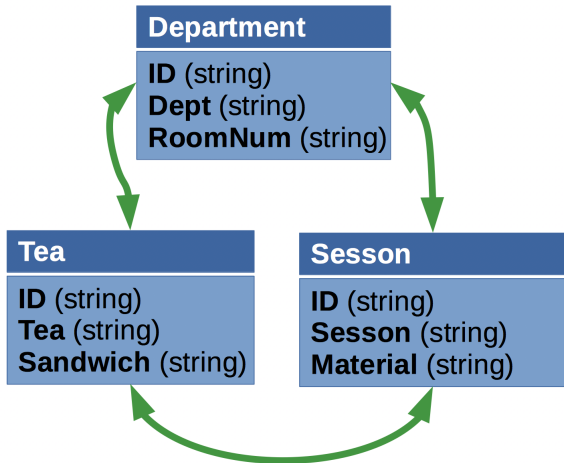 Department
ID (string)
Dept (string)
RoomNum (string)
Tea
ID (string)
Tea (string)
Sandwich (string)
Sesson
ID (string)
Sesson (string)
Material (string)